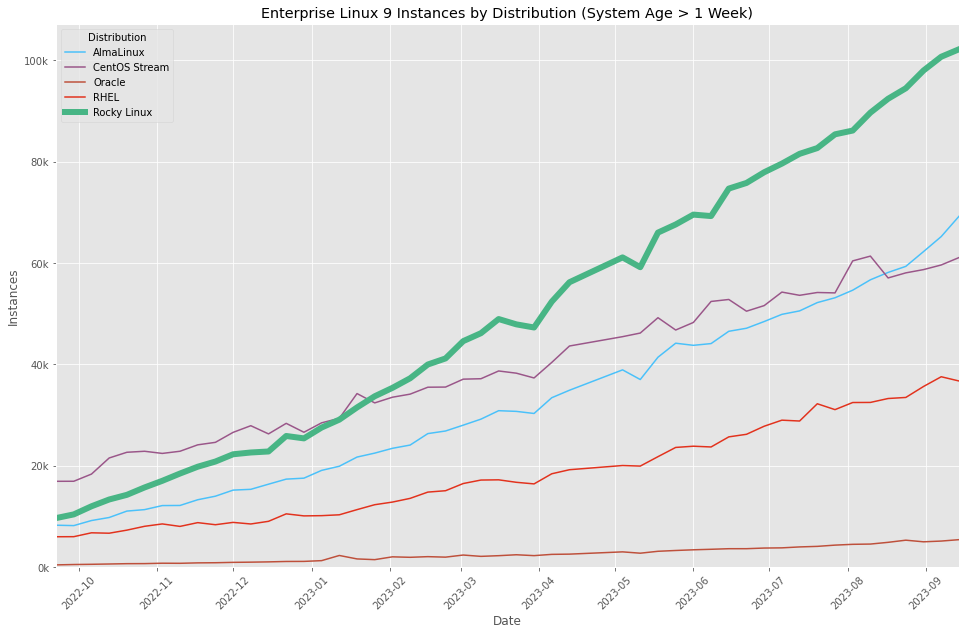 Enterprise Linux 9 Instances by Distribution (System Age > 1 Week)
Distribution
AlmaLinux
CentOS Stream
Oracle
RHEL
Rocky Linux
100k
80k
60k
40k
20k
0k
Instances
2022-10
2022-11
2022-12
2023-01
2023-02
2023-03
2023-04
2023-05
2023-06
2023-07
2023-08
2023-09
Date